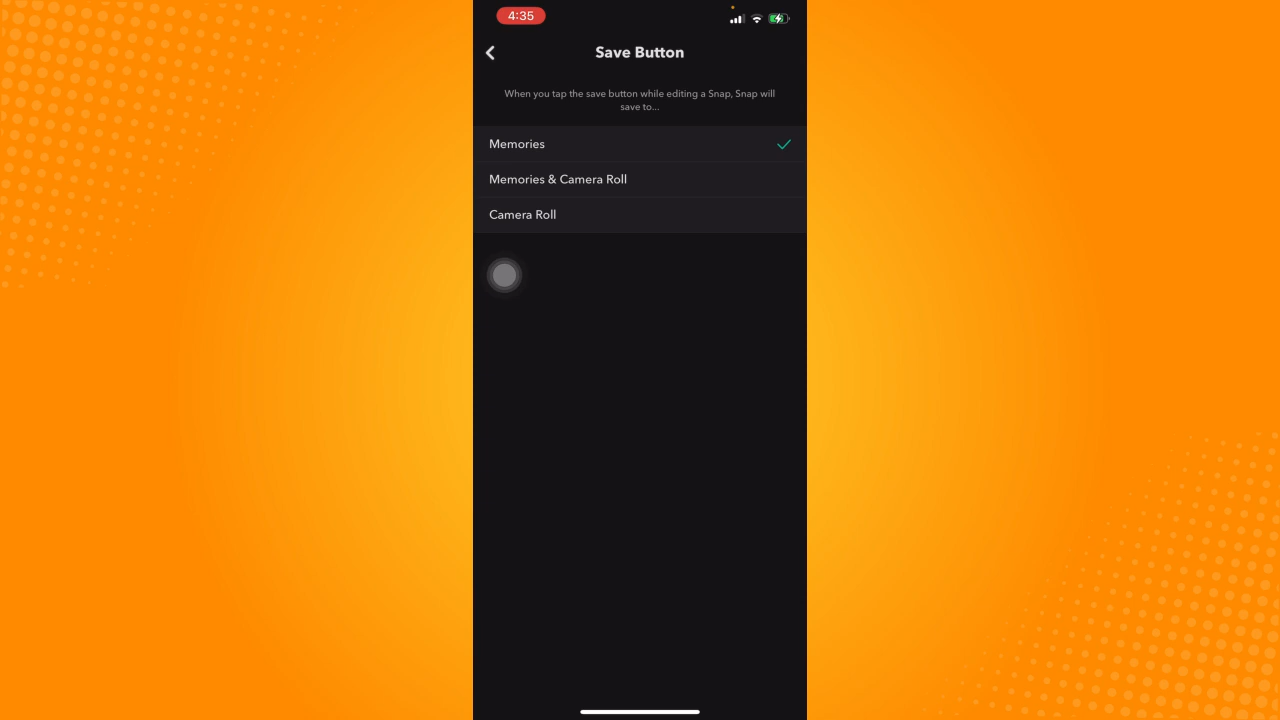 4:35
Save Button
When you tap the save button while editing a Snap, Snap will
save to...
Memories
Memories & Camera Roll
Camera Roll